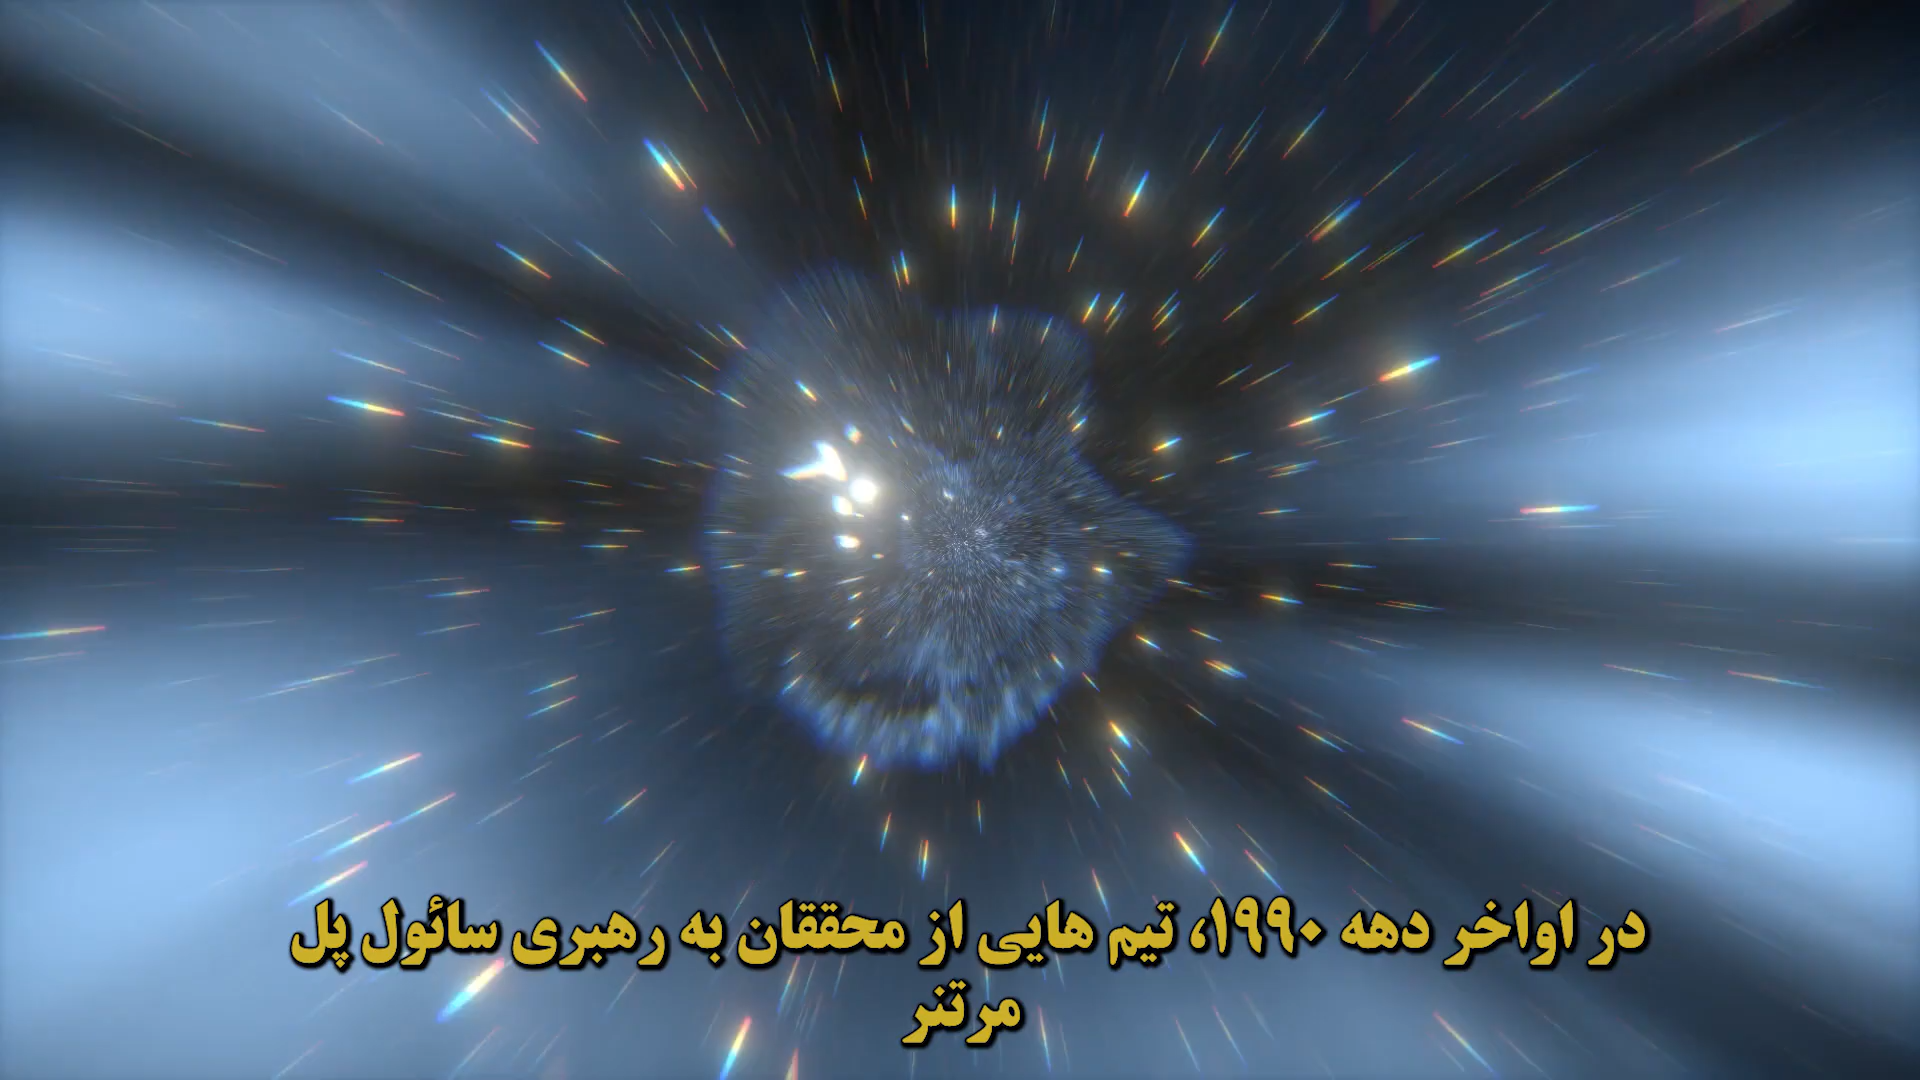 در اواخر دهه ۱۹۹۰، تیم هایی از محققان به رهبری سائول پل
مرتنر